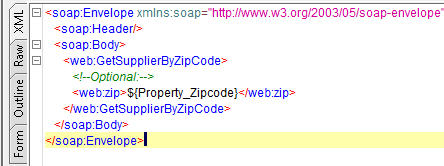 XML
Raw
Outline
Form
<soap:Envelope xmlns:soap="http://www.w3.org/2003/05/soap-envelope"
<soap:Header/>
<soap:Body>
<web:GetSupplierByZipCode>
<!--Optional:-->
<web:zip>${Property_Zipcode}</web:zip>
</web:GetSupplierByZipCode>
</soap:Body>
</soap:Envelope>